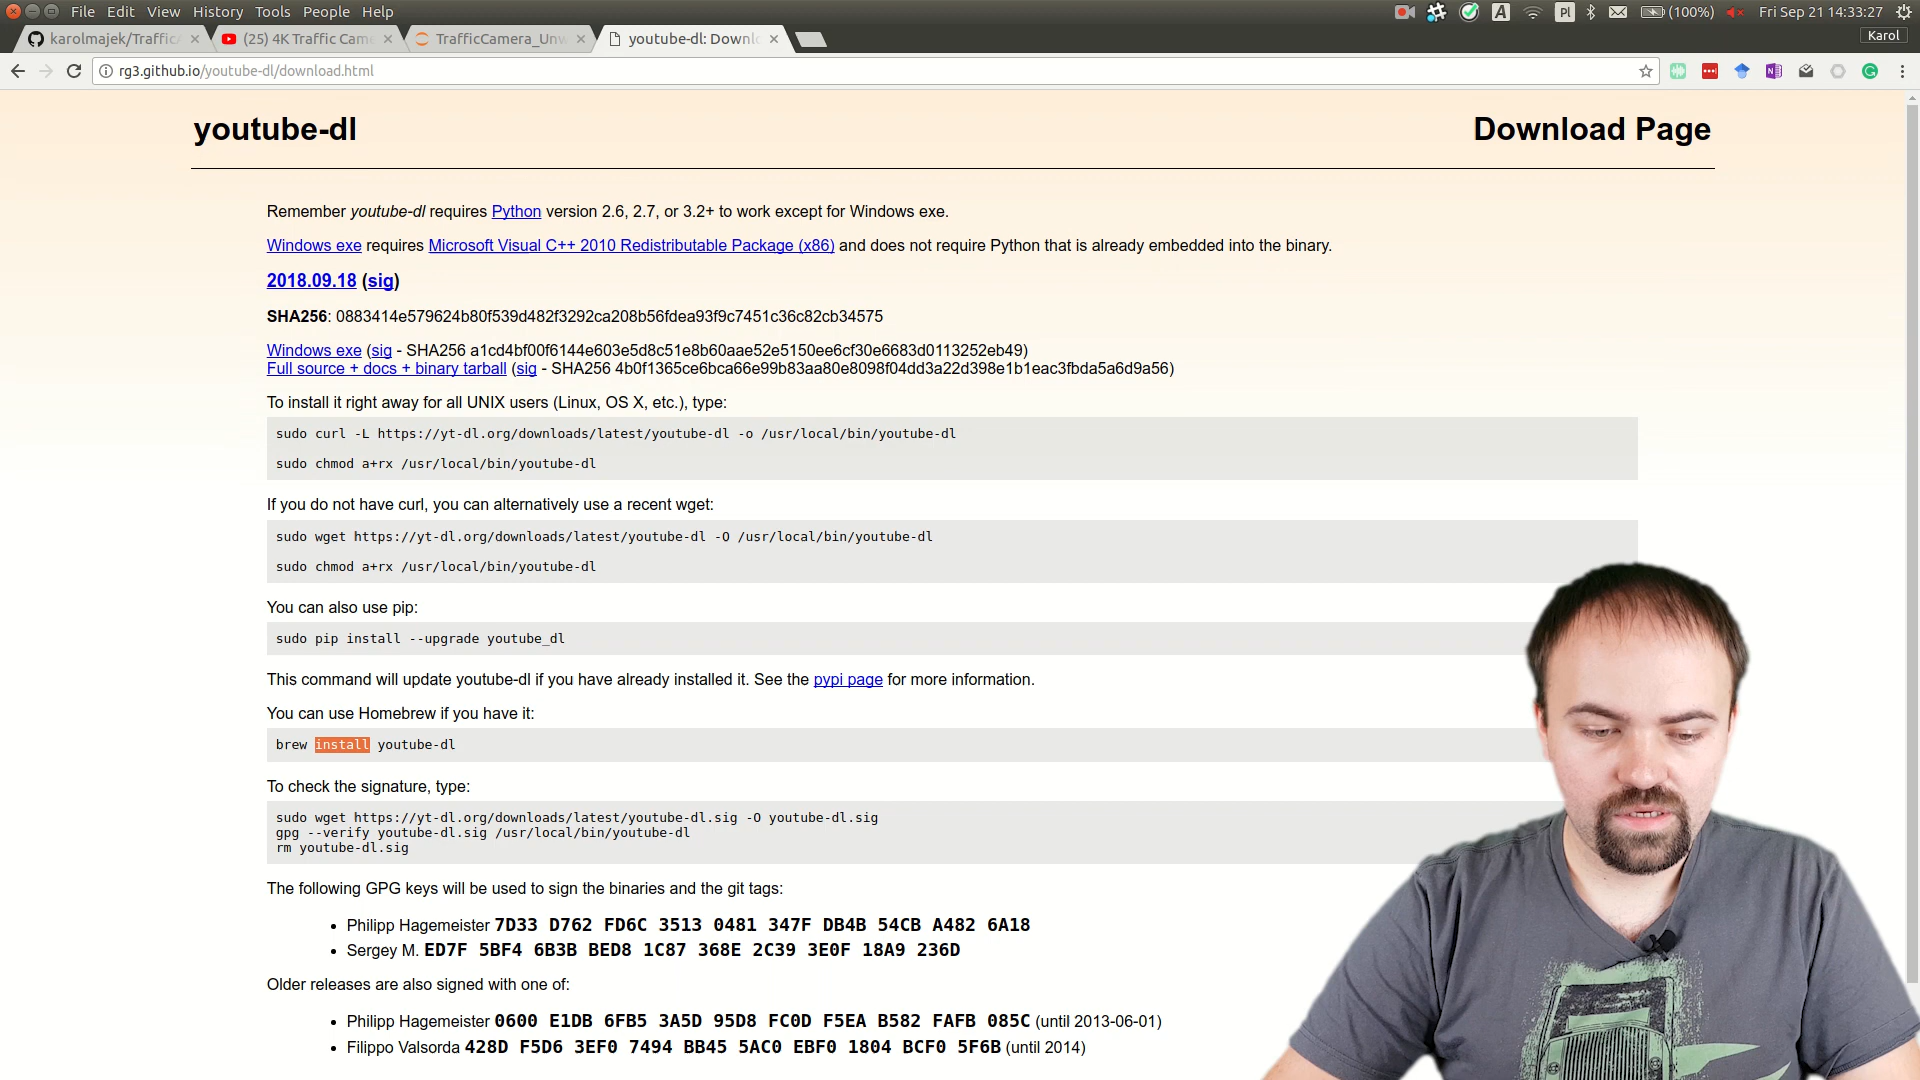 File Edit View History Tools People Help
A Pl (100%) Fri Sep 21 14:33:27
karolmajek/Traffic
(25) 4K Traffic Cam
TrafficCamera_Unw
youtube-dl: Downl
Karol
rg3.github.io/youtube-dl/download.html
youtube-dl
Download Page
Remember youtube-dl requires Python version 2.6, 2.7, or 3.2+ to work except for Windows exe.
Windows exe requires Microsoft Visual C++ 2010 Redistributable Package (x86) and does not require Python that is already embedded into the binary.
2018.09.18 (sig)
SHA256: 0883414e579624b80f539d482f3292ca208b56fdea93f9c7451c36c82cb34575
Windows exe (sig - SHA256 a1cd4bf00f6144e603e5d8c51e8b60aae52e5150ee6cf30e6683d0113252eb49)
Full source + docs + binary tarball (sig - SHA256 4b0f1365ce6bca66e99b83aa80e8098f04dd3a22d398e1b1eac3fbda5a6d9a56)
To install it right away for all UNIX users (Linux, OS X, etc.), type:
sudo curl -L https://yt-dl.org/downloads/latest/youtube-dl -o /usr/local/bin/youtube-dl
sudo chmod a+rx /usr/local/bin/youtube-dl
If you do not have curl, you can alternatively use a recent wget:
sudo wget https://yt-dl.org/downloads/latest/youtube-dl -O /usr/local/bin/youtube-dl
sudo chmod a+rx /usr/local/bin/youtube-dl
You can also use pip:
sudo pip install --upgrade youtube_dl
This command will update youtube-dl if you have already installed it. See the pypi page for more information.
You can use Homebrew if you have it:
brew install youtube-dl
To check the signature, type:
sudo wget https://yt-dl.org/downloads/latest/youtube-dl.sig -O youtube-dl.sig
gpg --verify youtube-dl.sig /usr/local/bin/youtube-dl
rm youtube-dl.sig
The following GPG keys will be used to sign the binaries and the git tags:
• Philipp Hagemeister 7D33 D762 FD6C 3513 0481 347F DB4B 54CB A482 6A18
• Sergey M. ED7F 5BF4 6B3B BED8 1C87 368E 2C39 3E0F 18A9 236D
Older releases are also signed with one of:
• Philipp Hagemeister 0600 E1DB 6FB5 3A5D 95D8 FC0D F5EA B582 FAFB 085C (until 2013-06-01)
• Filippo Valsorda 428D F5D6 3EF0 7494 BB45 5AC0 EBF0 1804 BCF0 5F6B (until 2014)